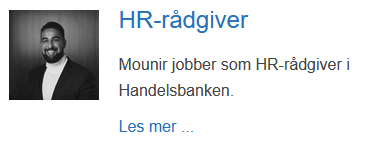 HR-rådgiver
Mounir jobber som HR-rådgiver i
Handelsbanken.
Les mer ...